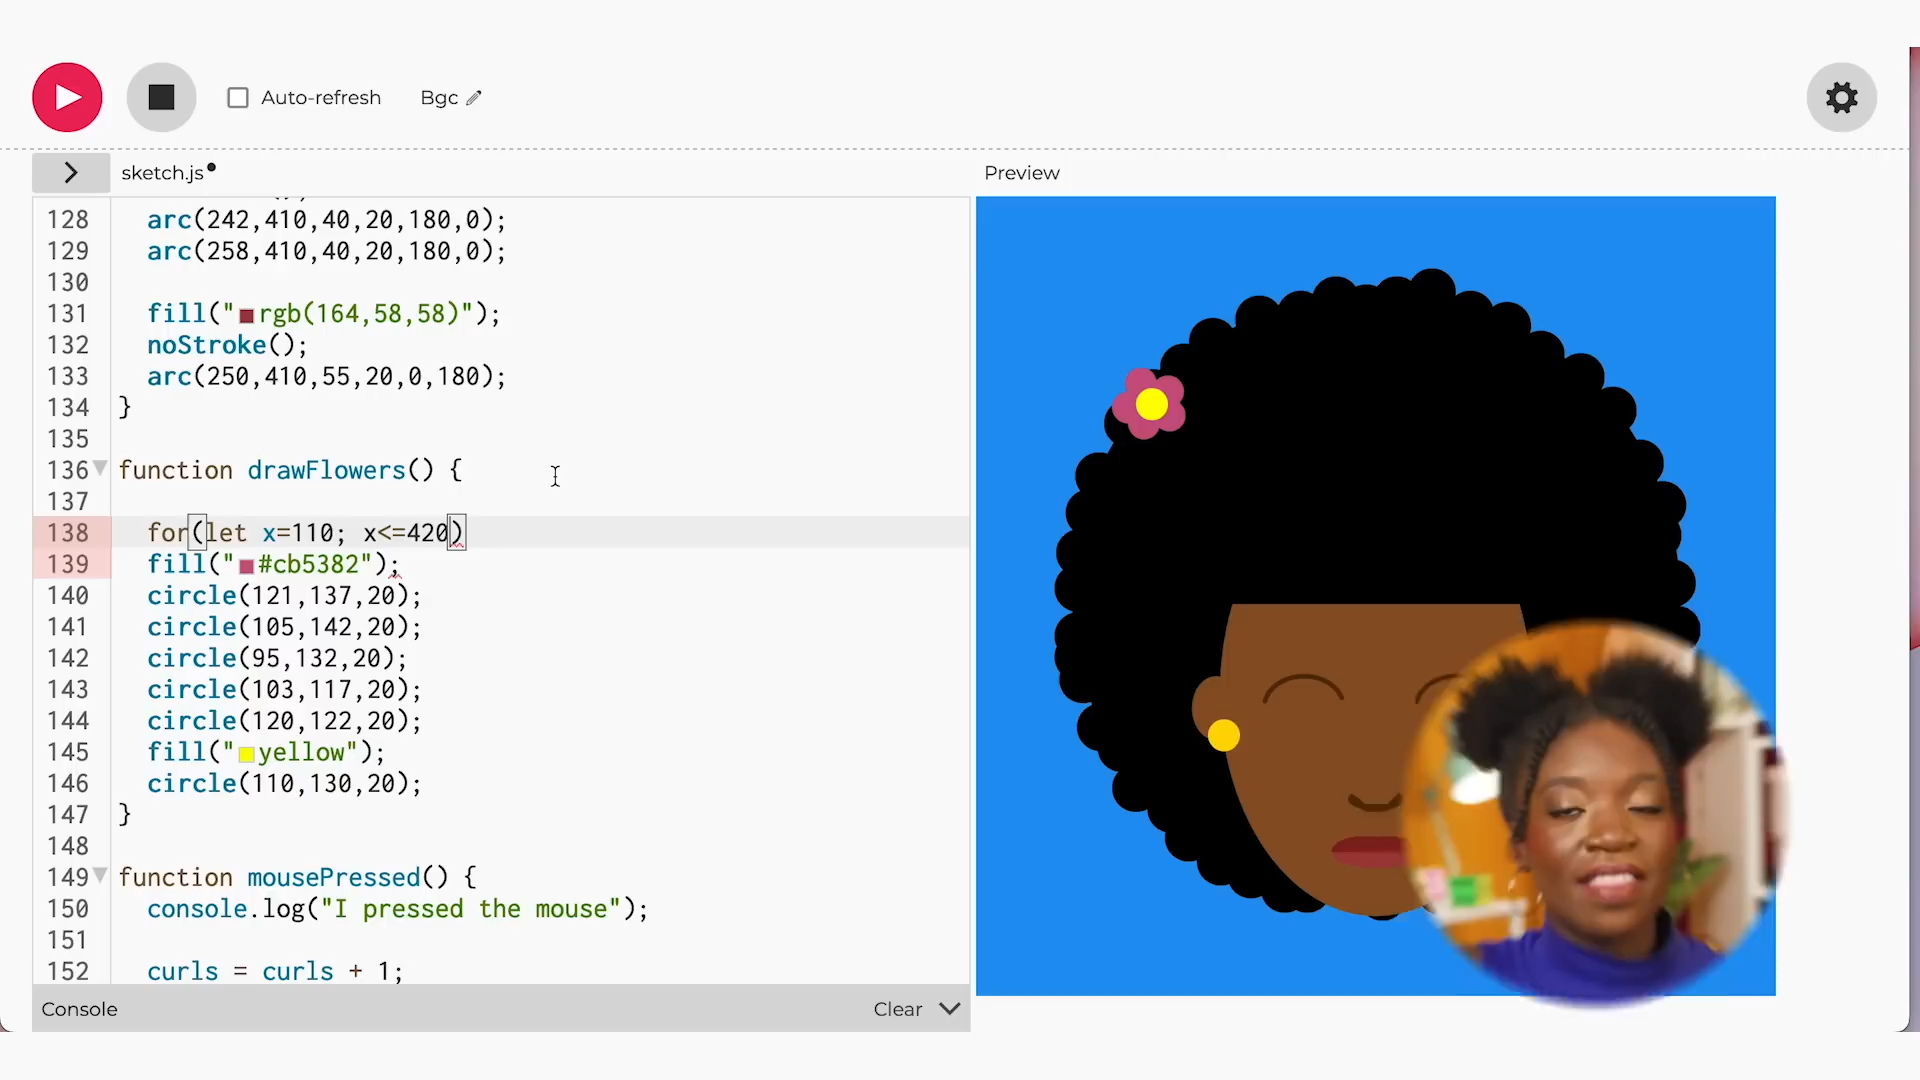 Auto-refresh
Bgc
sketch.js
Preview
128 arc(242,410,40,20,180,0);
129 arc(258,410,40,20,180,0);
130
131 fill("rgb(164,58,58)");
132 noStroke();
133 arc(250,410,55,20,0,180);
134 }
135
136 function drawFlowers() {
137
138 for(let x=110; x<=420)
139 fill("#cb5382");
140 circle(121,137,20);
141 circle(105,142,20);
142 circle(95,132,20);
143 circle(103,117,20);
144 circle(120,122,20);
145 fill("yellow");
146 circle(110,130,20);
147 }
148
149 function mousePressed() {
150 console.log("I pressed the mouse");
151
152 curls = curls + 1;
Console
Clear